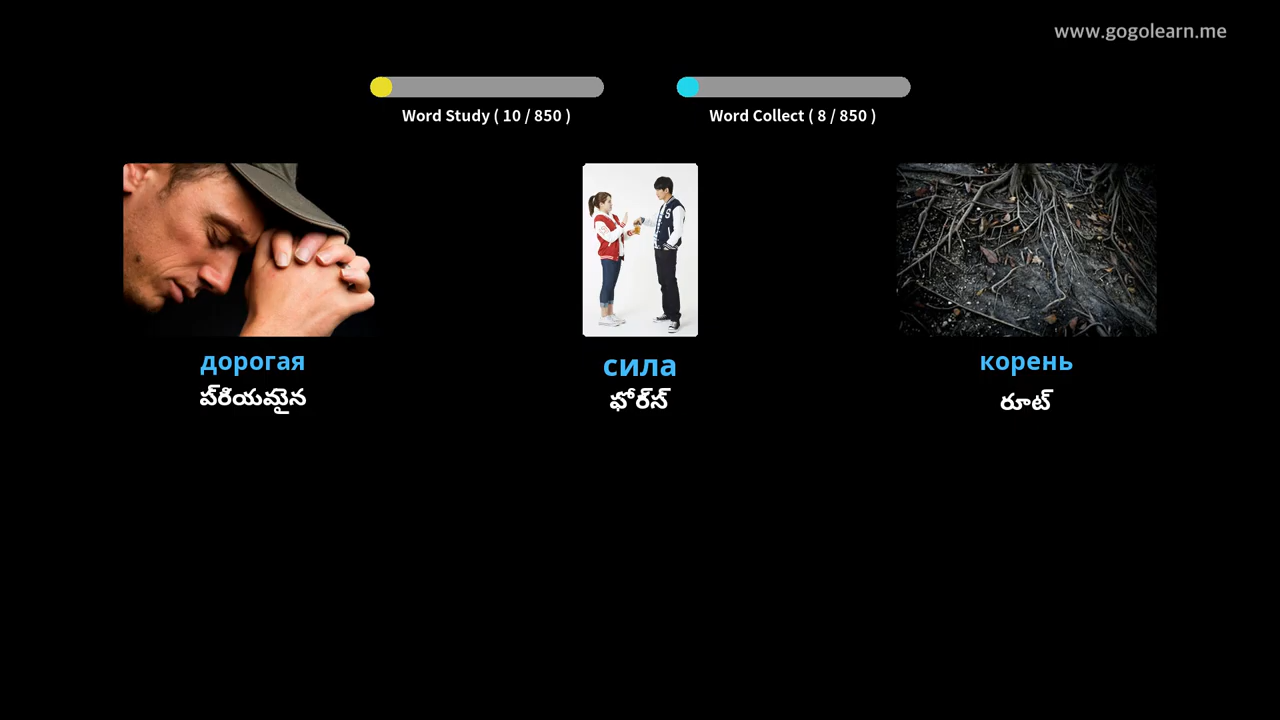 www.gogolearn.me
Word Study ( 10 / 850 )
Word Collect ( 8 / 850 )
дорогая
ప్రియమైన
сила
ఫోర్స్
корень
రూట్